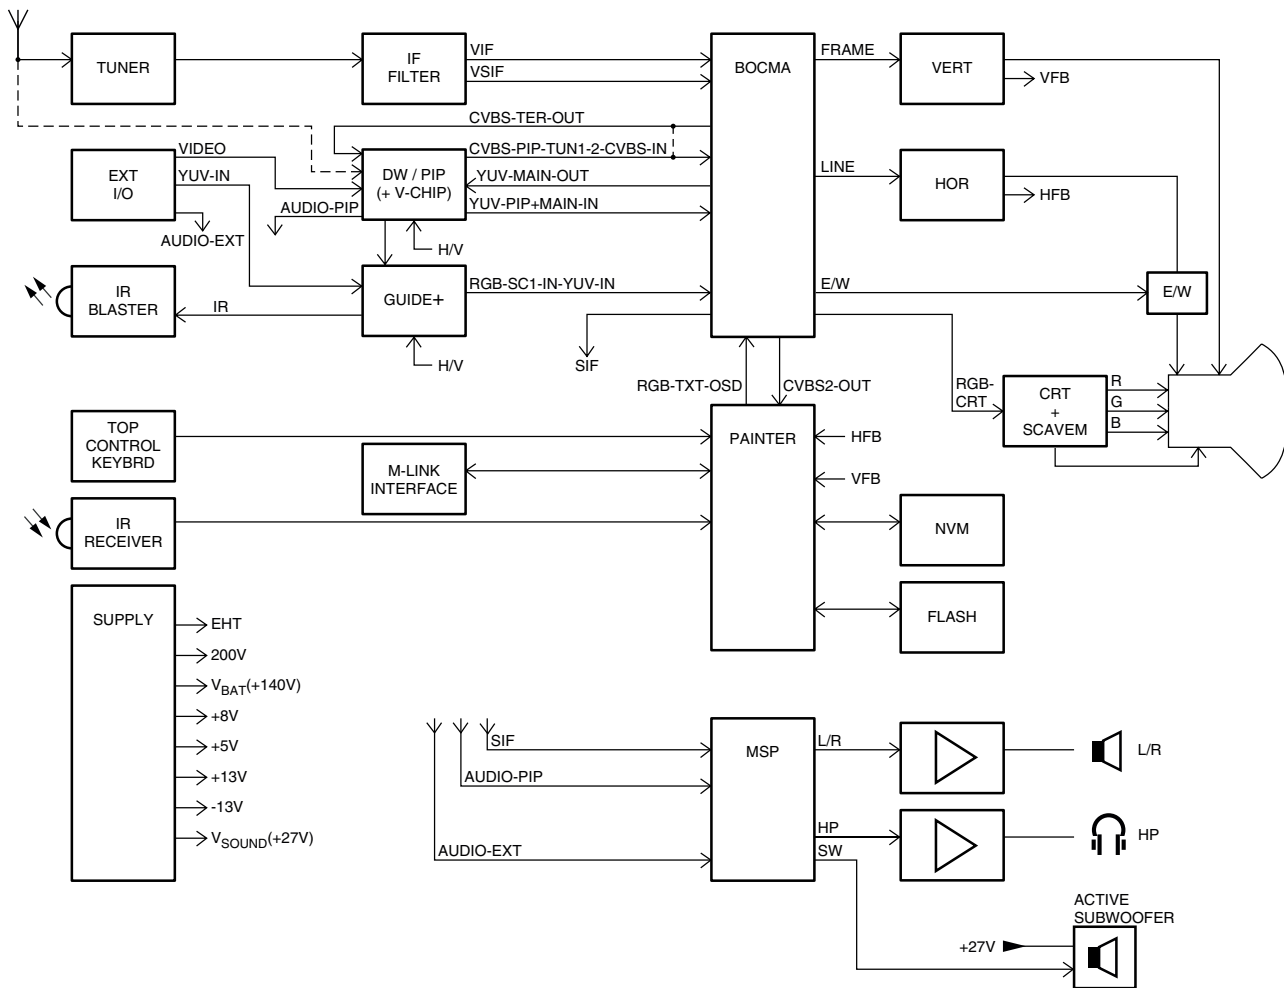 TUNER
IF
FILTER
VIF
VSIF
BOCMA
FRAME
VERT
VFB
CVBS-TER-OUT
EXT
I/O
VIDEO
YUV-IN
AUDIO-EXT
AUDIO-PIP
DW / PIP
(+ V-CHIP)
CVBS-PIP-TUN1-2-CVBS-IN
YUV-MAIN-OUT
YUV-PIP+MAIN-IN
H/V
LINE
HOR
HFB
IR
BLASTER
IR
GUIDE+
RGB-SC1-IN-YUV-IN
H/V
SIF
E/W
E/W
RGB-TXT-OSD
CVBS2-OUT
RGB-
CRT
CRT
+
SCAVEM
R
G
B
TOP
CONTROL
KEYBRD
M-LINK
INTERFACE
PAINTER
HFB
VFB
IR
RECEIVER
NVM
FLASH
SUPPLY
EHT
200V
VBAT(+140V)
+8V
+5V
+13V
-13V
VSOUND(+27V)
SIF
AUDIO-PIP
AUDIO-EXT
MSP
L/R
L/R
HP
HP
SW
ACTIVE
SUBWOOFER
+27V